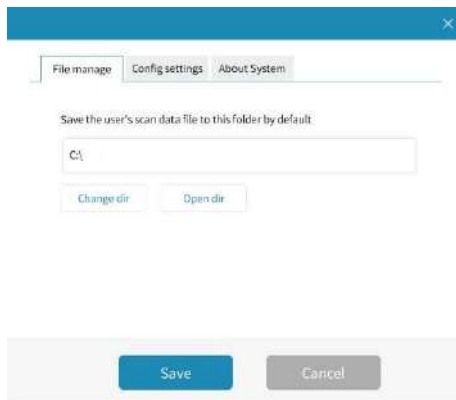 File manage Config settings About System
Save the user's scan data file to this folder by default
C:\
Change dir Open dir
Save Cancel